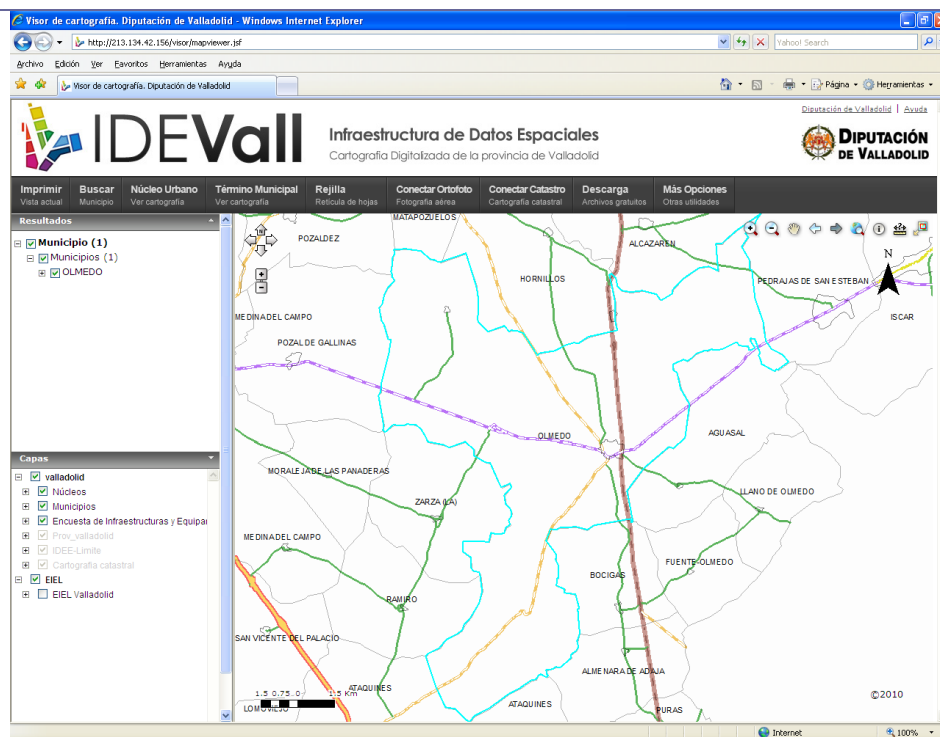 Visor de cartografía. Diputación de Valladolid - Windows Internet Explorer
http://213.134.42.156/visor/mapviewer.jsf
Yahoo! Search
Archivo Edición Ver Favoritos Herramientas Ayuda
Visor de cartografía. Diputación de Valladolid
Página
Herramientas
Diputación de Valladolid | Ayuda
IDEVall
Infraestructura de Datos Espaciales
Cartografía Digitalizada de la provincia de Valladolid
DIPUTACIÓN
DE VALLADOLID
Imprimir Buscar Núcleo Urbano Término Municipal Rejilla Conectar Ortofoto Conectar Catastro Descarga Más Opciones
Vista actual Municipio Ver cartografía Ver cartografía Retícula de hojas Fotografía aérea Cartografía catastral Archivos gratuitos Otras utilidades
Resultados
Municipio (1)
Municipios (1)
OLMEDO
Capas
valladolid
Núcleos
Municipios
Encuesta de Infraestructuras y Equipar
Prov_valladolid
IDEE-Limite
Cartografía catastral
EIEL
EIEL Valladolid
MATAPOZUELOS
POZALDEZ
ALCAZAREN
N
HORNILLOS
PEDRAJAS DE SAN ESTEBAN
MEDINA DEL CAMPO
ISCAR
POZAL DE GALLINAS
OLMEDO
AGUASAL
MORALEJA DE LAS PANADERAS
LLANO DE OLMEDO
ZARZA (LA)
MEDINA DEL CAMPO
FUENTE-OLMEDO
BOCIGAS
RAMIRO
SAN VICENTE DEL PALACIO
ALMENARA DE ADAJA
ATAQUINES
1.5 0.75 0 1.5 Km
ATAQUINES
©2010
LOMOVIEJO
PURAS
Internet
100%